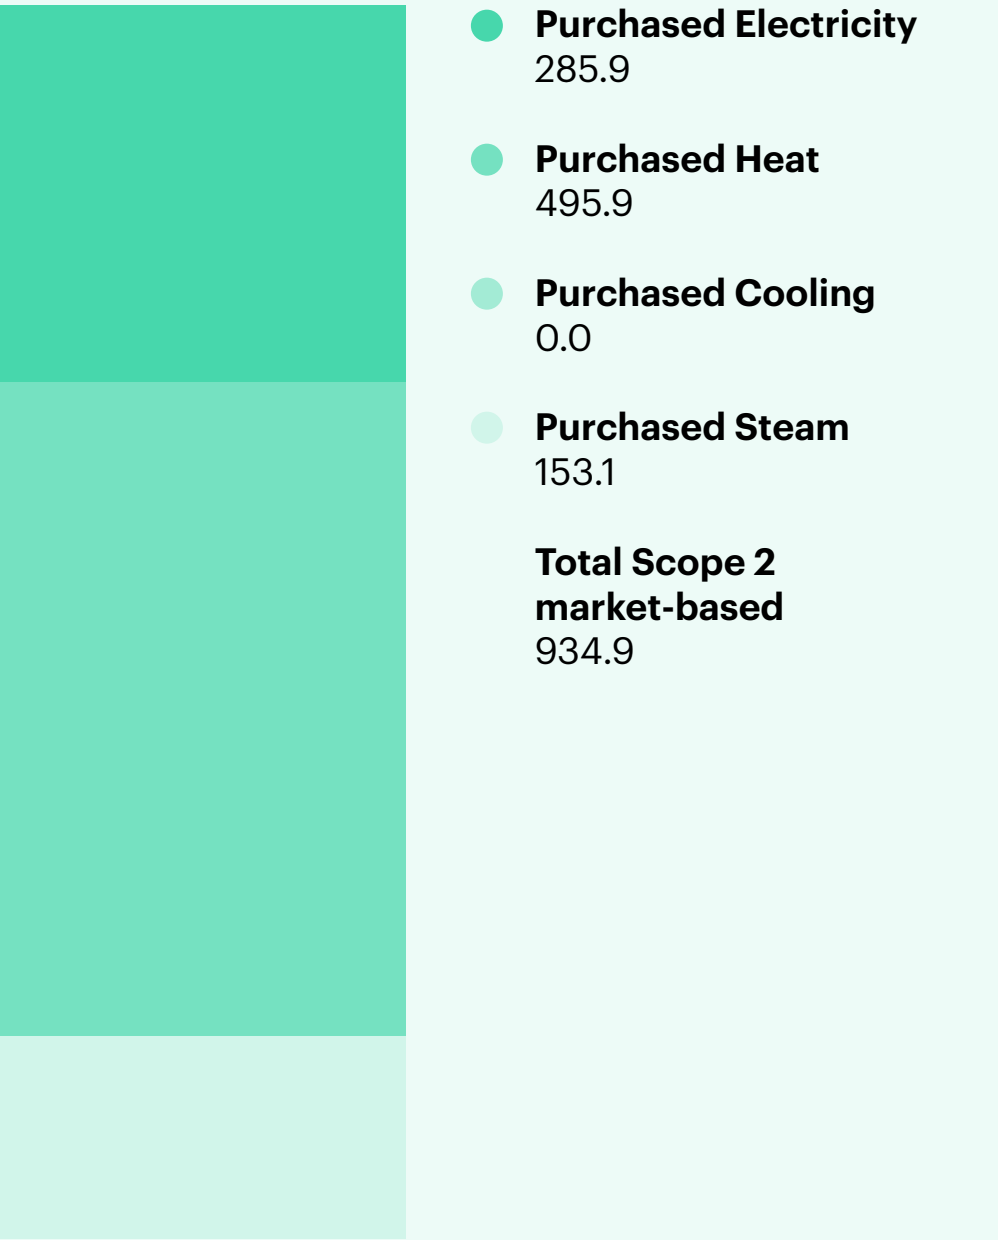 Purchased Electricity
285.9
Purchased Heat
495.9
Purchased Cooling
0.0
Purchased Steam
153.1
Total Scope 2
market-based
934.9